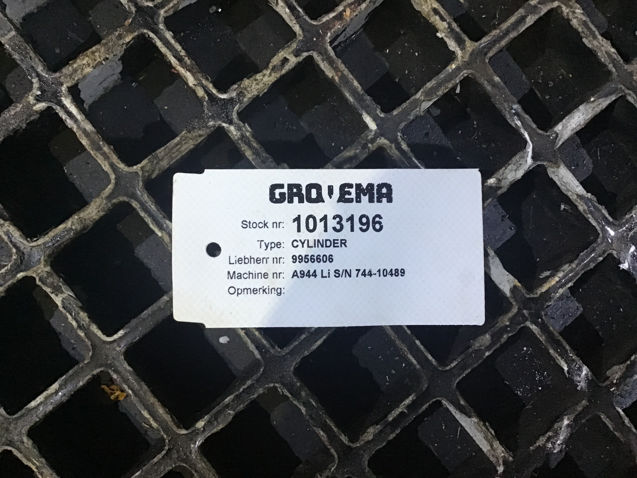 GROVEMA
Stock nr: 1013196
Type: CYLINDER
Liebherr nr: 9956606
Machine nr: A944 Li S/N 744-10489
Opmerking: